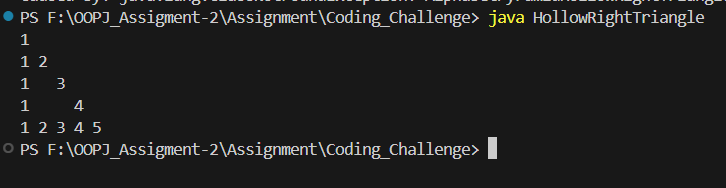 PS F:\OOPJ_Assigment-2\Assignment\Coding_Challenge> java HollowRightTriangle
1
1 2
1   3
1     4
1 2 3 4 5
PS F:\OOPJ_Assigment-2\Assignment\Coding_Challenge>